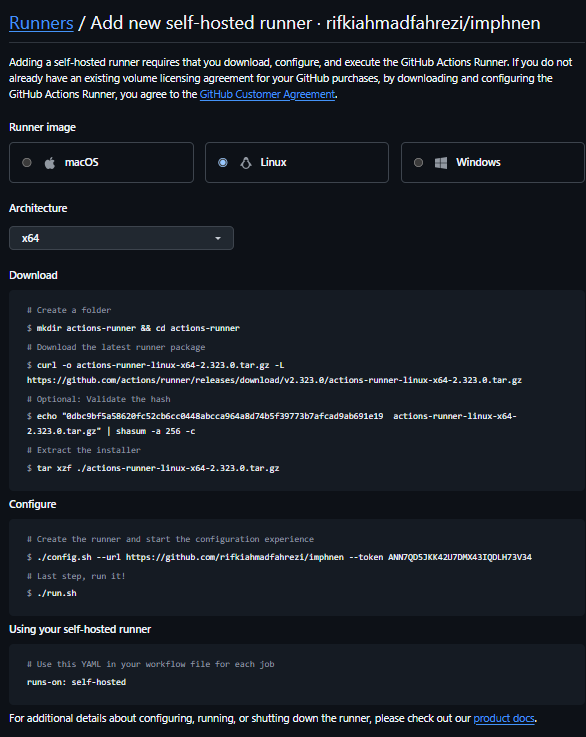 Runners / Add new self-hosted runner · rifkiahmadfahrezi/imphnen
Adding a self-hosted runner requires that you download, configure, and execute the GitHub Actions Runner. If you do not
already have an existing volume licensing agreement for your GitHub purchases, by downloading and configuring the
GitHub Actions Runner, you agree to the GitHub Customer Agreement.
Runner image
macOS
Linux
Windows
Architecture
x64
Download
# Create a folder
$ mkdir actions-runner && cd actions-runner
# Download the latest runner package
$ curl -o actions-runner-linux-x64-2.323.0.tar.gz -L
https://github.com/actions/runner/releases/download/v2.323.0/actions-runner-linux-x64-2.323.0.tar.gz
# Optional: Validate the hash
$ echo "0dbc9bf5a58620fc52cb6cc0448abcca964a8d74b5f39773b7afcad9ab691e19  actions-runner-linux-x64-
2.323.0.tar.gz" | shasum -a 256 -c
# Extract the installer
$ tar xzf ./actions-runner-linux-x64-2.323.0.tar.gz
Configure
# Create the runner and start the configuration experience
$ ./config.sh --url https://github.com/rifkiahmadfahrezi/imphnen --token ANN7QD5JKK42U7DMX43IQDLH73V34
# Last step, run it!
$ ./run.sh
Using your self-hosted runner
# Use this YAML in your workflow file for each job
runs-on: self-hosted
For additional details about configuring, running, or shutting down the runner, please check out our product docs.